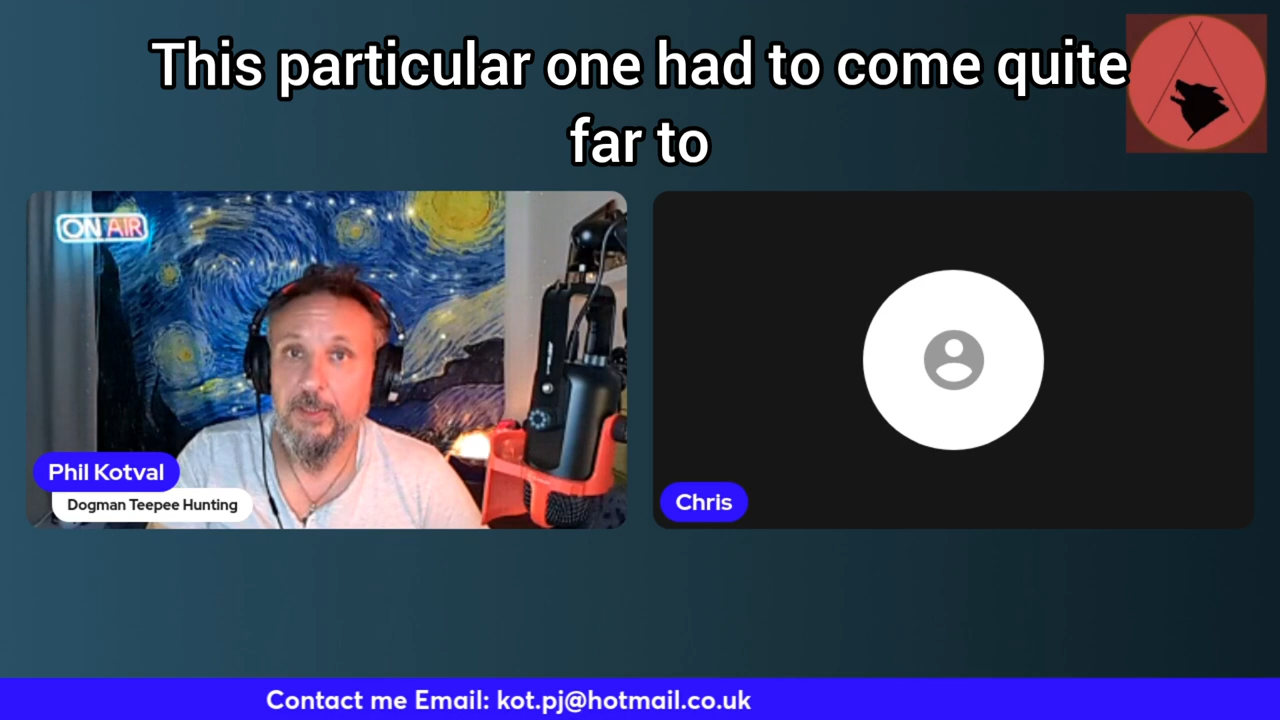 This particular one had to come quite
far to
ON AIR
Phil Kotval
Dogman Teepee Hunting
Chris
Contact me Email: kot.pj@hotmail.co.uk